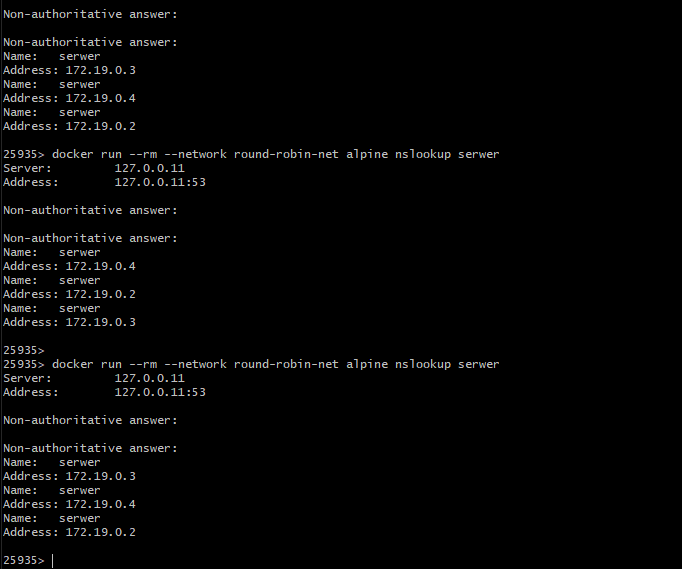 Non-authoritative answer:
Non-authoritative answer:
Name:   serwer
Address: 172.19.0.3
Name:   serwer
Address: 172.19.0.4
Name:   serwer
Address: 172.19.0.2
25935> docker run --rm --network round-robin-net alpine nslookup serwer
Server:         127.0.0.11
Address:        127.0.0.11:53
Non-authoritative answer:
Non-authoritative answer:
Name:   serwer
Address: 172.19.0.4
Name:   serwer
Address: 172.19.0.2
Name:   serwer
Address: 172.19.0.3
25935>
25935> docker run --rm --network round-robin-net alpine nslookup serwer
Server:         127.0.0.11
Address:        127.0.0.11:53
Non-authoritative answer:
Non-authoritative answer:
Name:   serwer
Address: 172.19.0.3
Name:   serwer
Address: 172.19.0.4
Name:   serwer
Address: 172.19.0.2
25935>